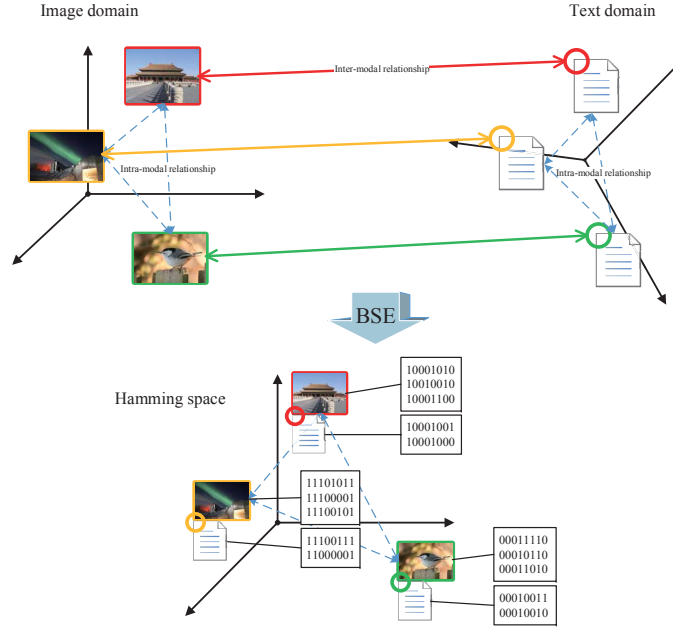 Image domain
Text domain
Inter-modal relationship
Intra-modal relationship
Intra-modal relationship
BSE
Hamming space
10001010
10010010
10001100
10001001
10001000
11101011
11100001
11100101
11100111
11000001
00011110
00010110
00011010
00010011
00010010